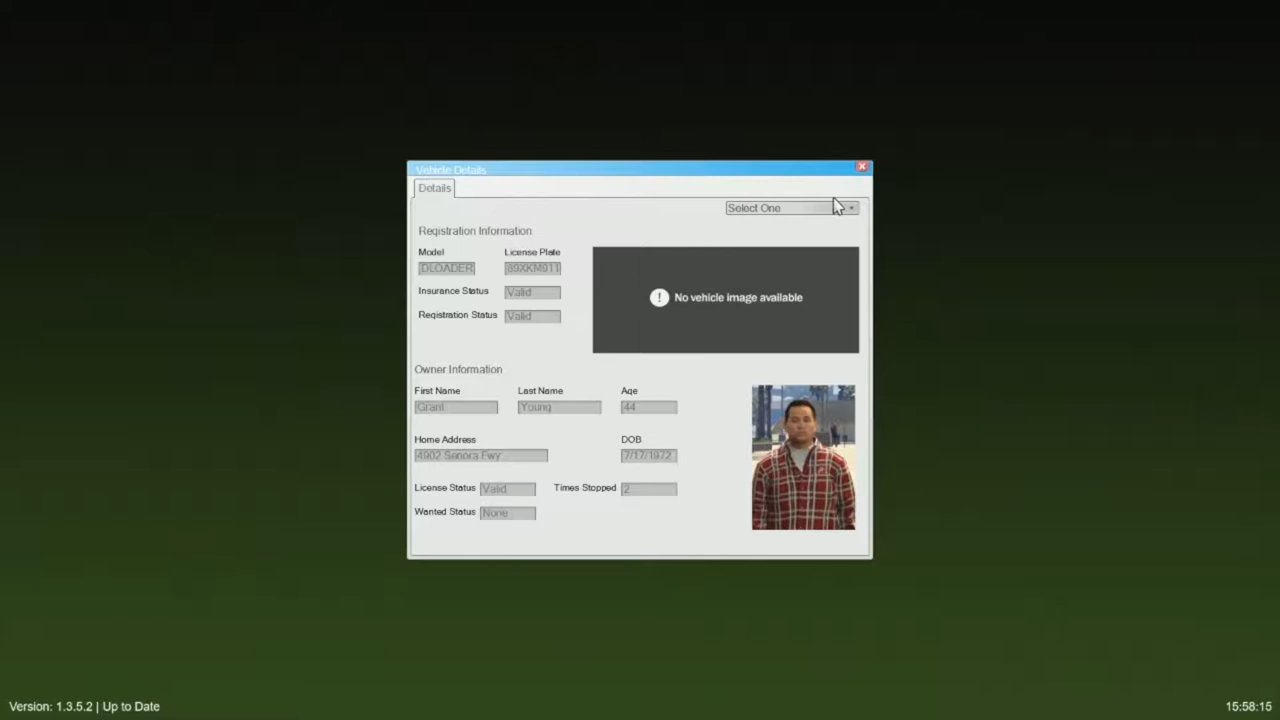 Vehicle Details
Details
Select One
Registration Information
Model License Plate
DLOADER 89XKM911
! No vehicle image available
Insurance Status Valid
Registration Status Valid
Owner Information
First Name Last Name Age
Grant Young 44
Home Address DOB
4902 Senora Fwy 7/17/1972
License Status Valid Times Stopped 2
Wanted Status None
Version: 1.3.5.2 | Up to Date 15:58:15